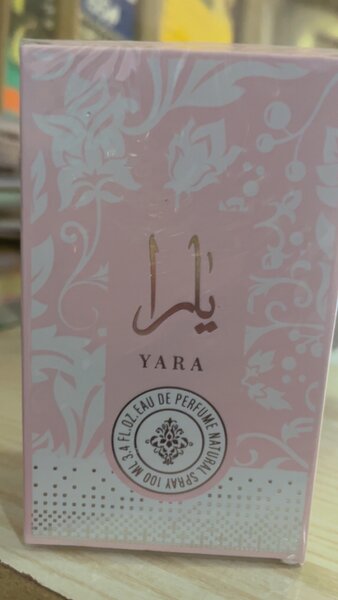 يارا
YARA
EAU DE PERFUME NATURAL SPRAY 100 ML.3.4 FL.OZ.